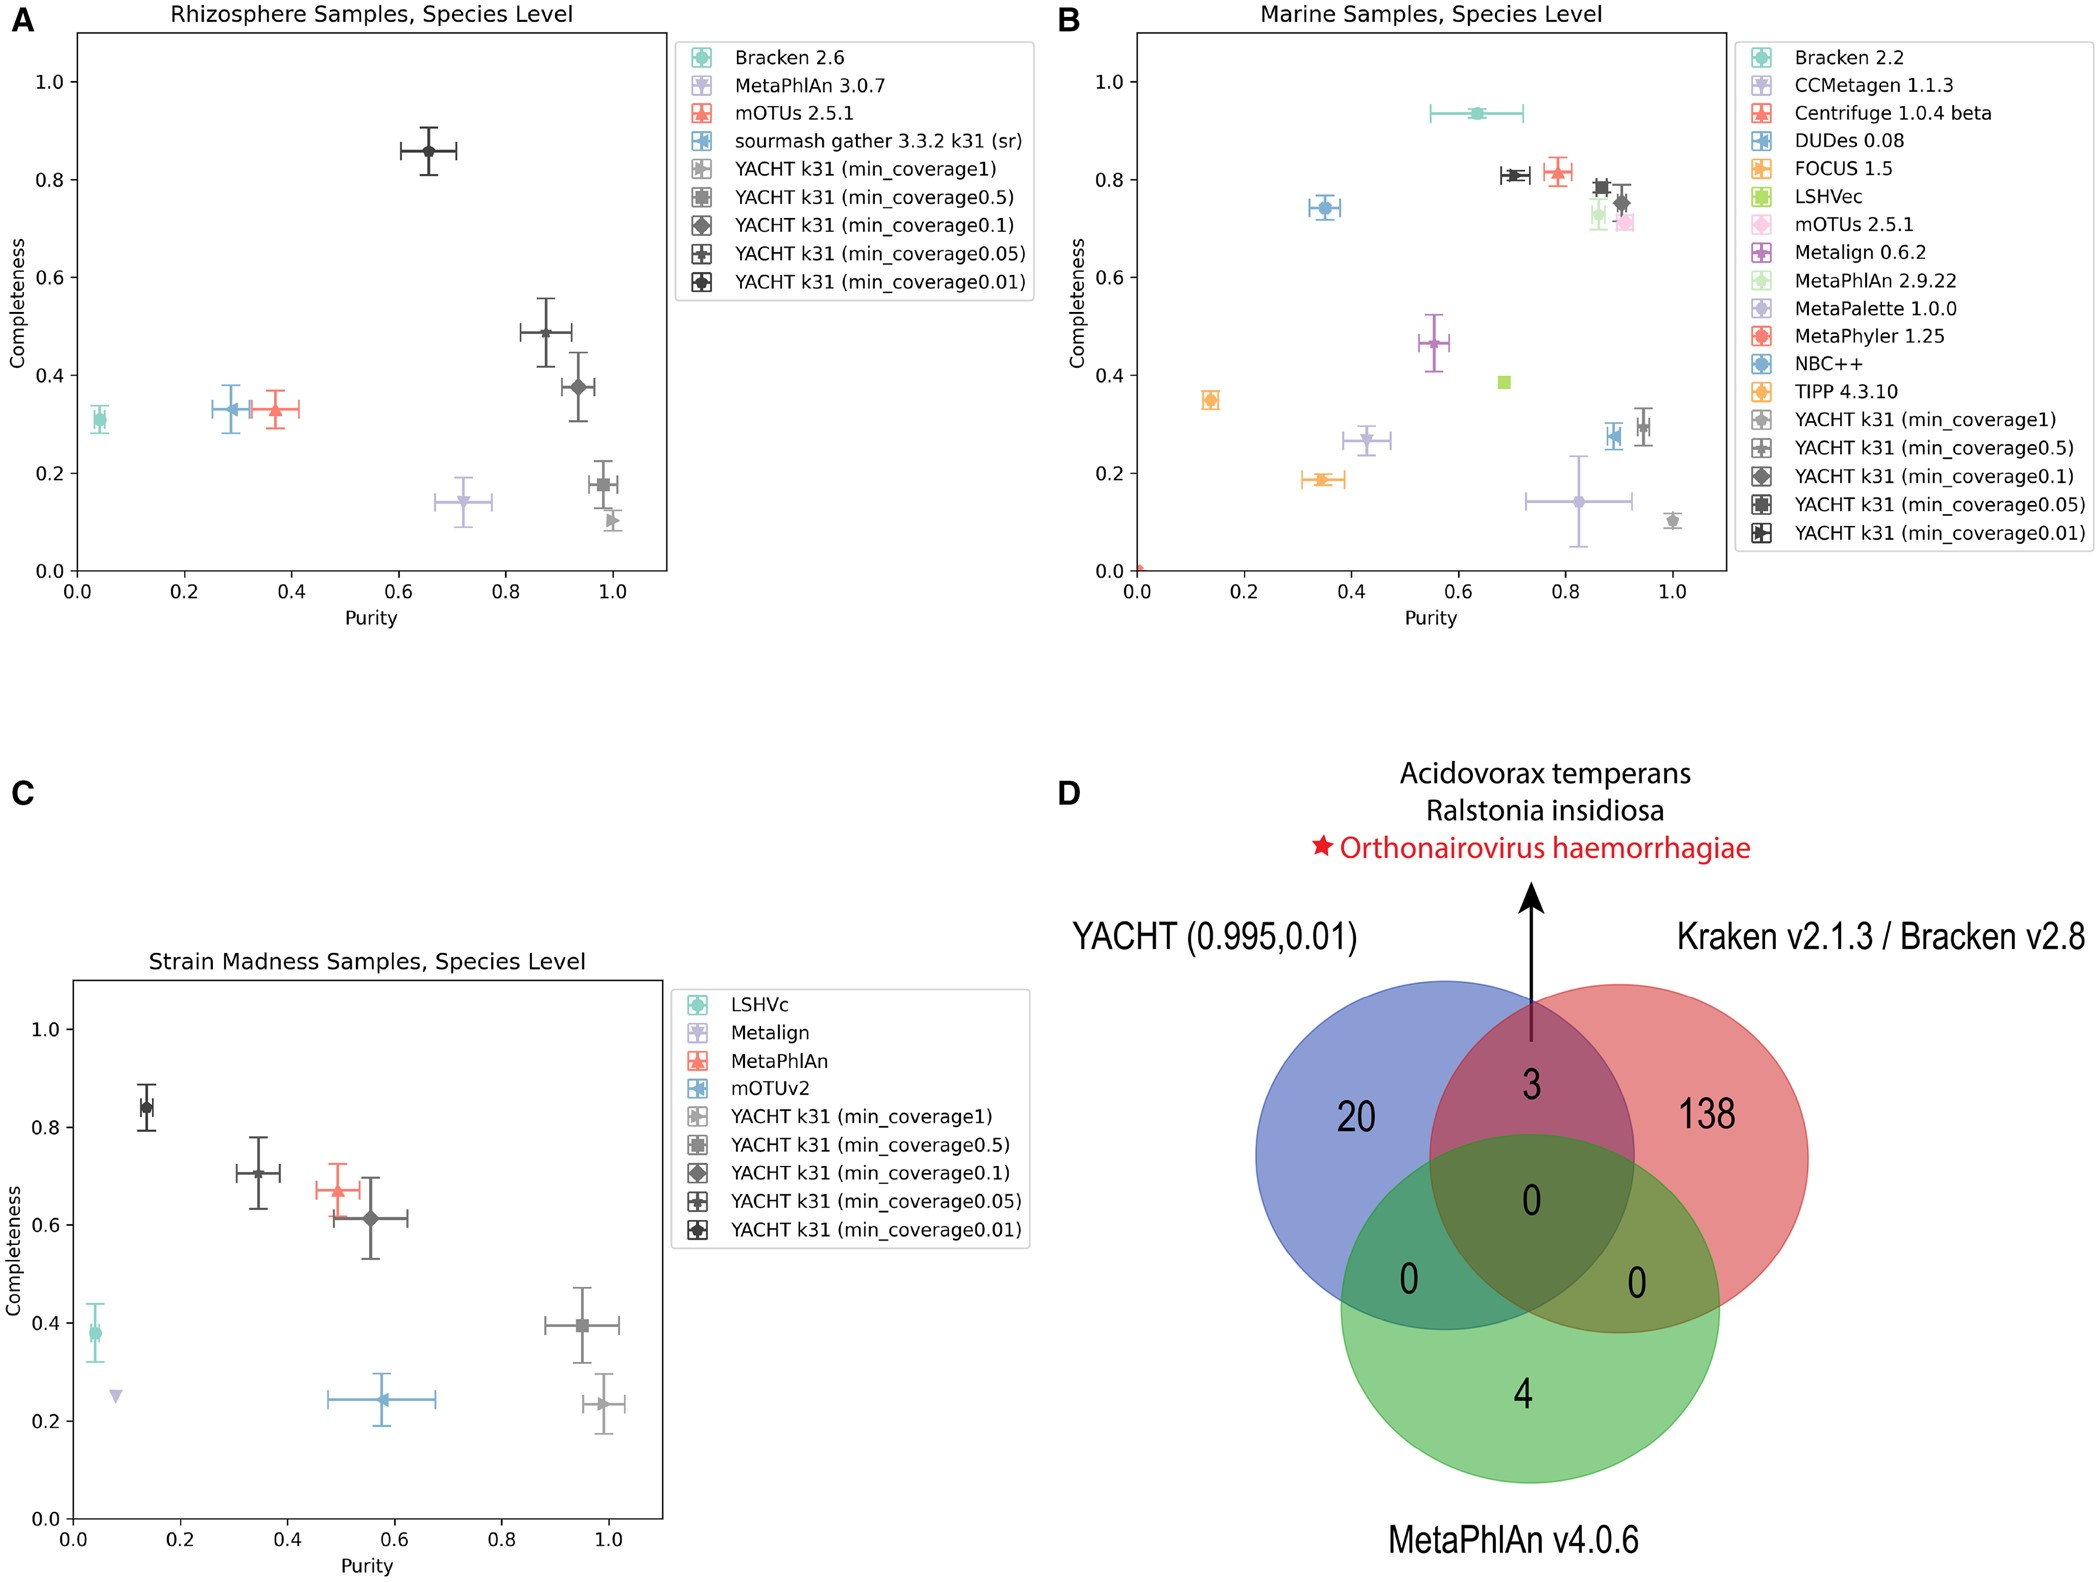 A
Rhizosphere Samples, Species Level
Completeness
1.0
0.8
0.6
0.4
0.2
0.0
0.0 0.2 0.4 0.6 0.8 1.0
Purity
Bracken 2.6
MetaPhlAn 3.0.7
mOTUs 2.5.1
sourmash gather 3.3.2 k31 (sr)
YACHT k31 (min_coverage1)
YACHT k31 (min_coverage0.5)
YACHT k31 (min_coverage0.1)
YACHT k31 (min_coverage0.05)
YACHT k31 (min_coverage0.01)
B
Marine Samples, Species Level
Completeness
1.0
0.8
0.6
0.4
0.2
0.0
0.0 0.2 0.4 0.6 0.8 1.0
Purity
Bracken 2.2
CCMetagen 1.1.3
Centrifuge 1.0.4 beta
DUDes 0.08
FOCUS 1.5
LSHVec
mOTUs 2.5.1
Metalign 0.6.2
MetaPhlAn 2.9.22
MetaPalette 1.0.0
MetaPhyler 1.25
NBC++
TIPP 4.3.10
YACHT k31 (min_coverage1)
YACHT k31 (min_coverage0.5)
YACHT k31 (min_coverage0.1)
YACHT k31 (min_coverage0.05)
YACHT k31 (min_coverage0.01)
C
Strain Madness Samples, Species Level
Completeness
1.0
0.8
0.6
0.4
0.2
0.0
0.0 0.2 0.4 0.6 0.8 1.0
Purity
LSHVc
Metalign
MetaPhlAn
mOTUv2
YACHT k31 (min_coverage1)
YACHT k31 (min_coverage0.5)
YACHT k31 (min_coverage0.1)
YACHT k31 (min_coverage0.05)
YACHT k31 (min_coverage0.01)
D
Acidovorax temperans
Ralstonia insidiosa
★ Orthonairovirus haemorrhagiae
YACHT (0.995,0.01)
Kraken v2.1.3 / Bracken v2.8
3
20
138
0
0
0
4
MetaPhlAn v4.0.6